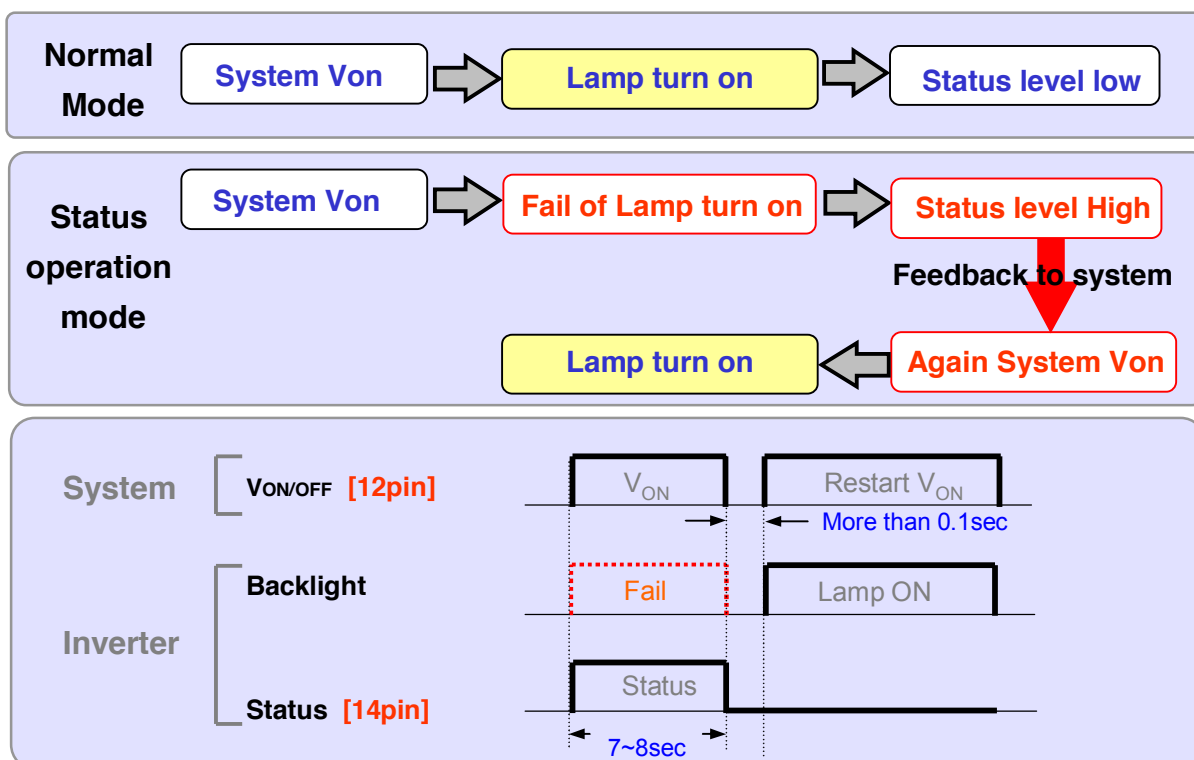 Normal
Mode
System Von
Lamp turn on
Status level low
Status
operation
mode
System Von
Fail of Lamp turn on
Status level High
Feedback to system
Lamp turn on
Again System Von
System
VON/OFF [12pin]
VON
Restart VON
More than 0.1sec
Inverter
Backlight
Fail
Lamp ON
Status [14pin]
Status
7~8sec